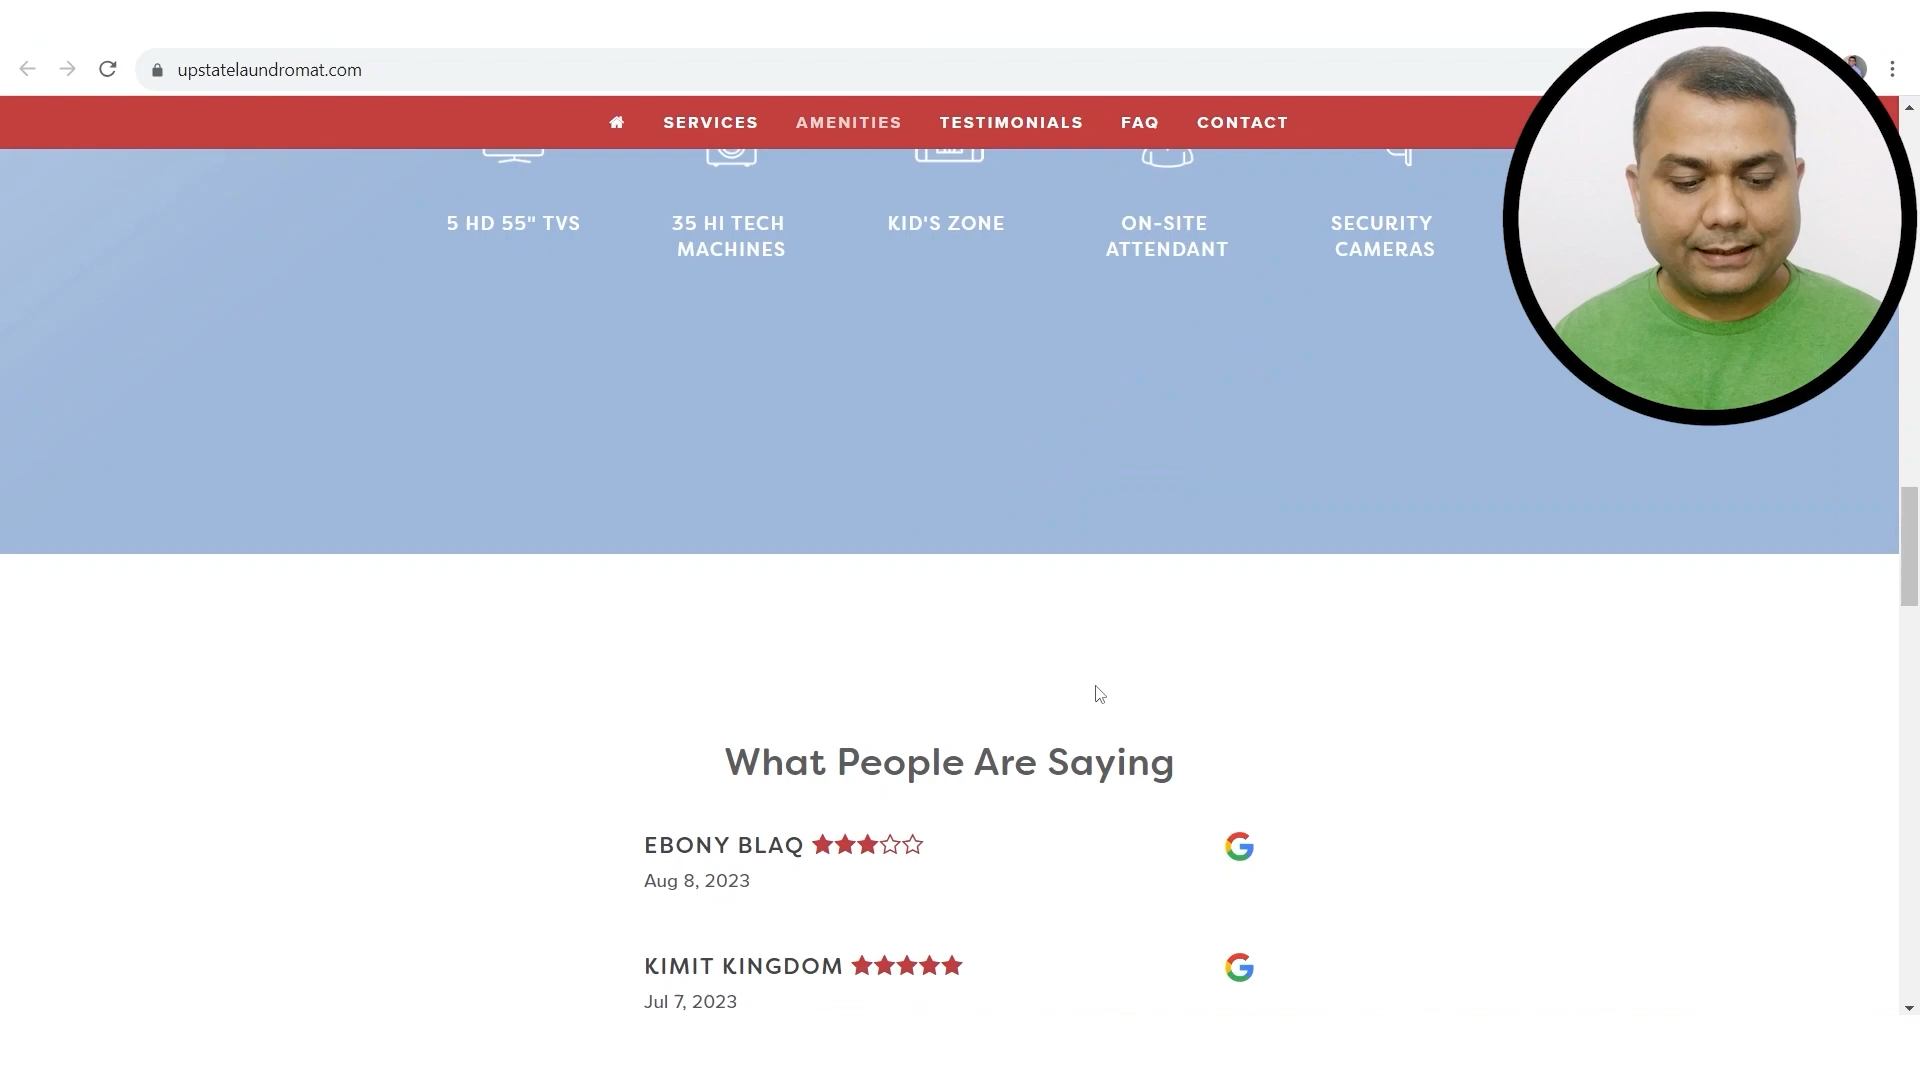 upstatelaundromat.com
SERVICES AMENITIES TESTIMONIALS FAQ CONTACT
5 HD 55" TVS
35 HI TECH
MACHINES
KID'S ZONE
ON-SITE
ATTENDANT
SECURITY
CAMERAS
What People Are Saying
EBONY BLAQ
Aug 8, 2023
KIMIT KINGDOM
Jul 7, 2023